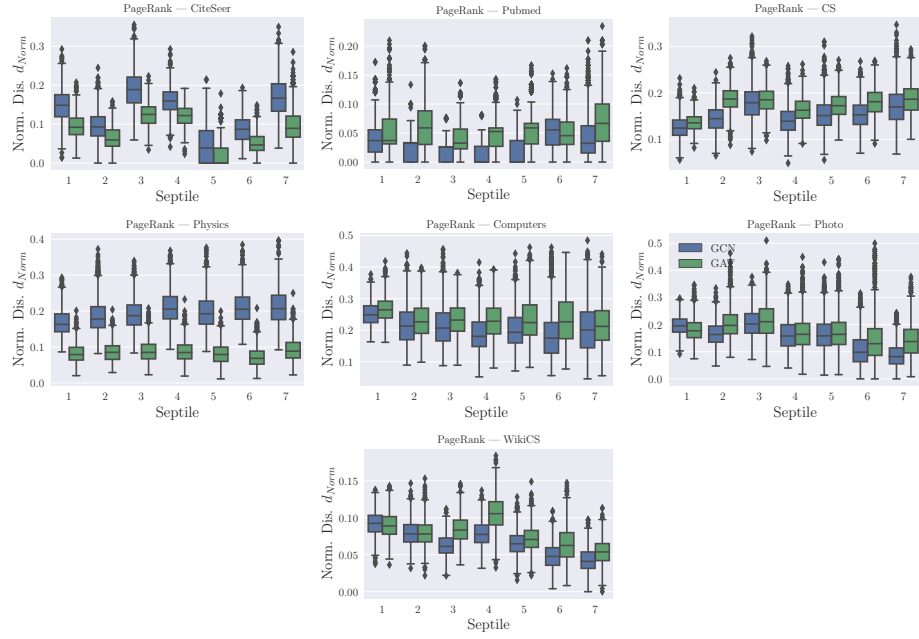 PageRank — CiteSeer
Norm. Dis. d_Norm
0.3
0.2
0.1
0.0
1 2 3 4 5 6 7
Septile
PageRank — Pubmed
Norm. Dis. d_Norm
0.20
0.15
0.10
0.05
0.00
1 2 3 4 5 6 7
Septile
PageRank — CS
Norm. Dis. d_Norm
0.3
0.2
0.1
1 2 3 4 5 6 7
Septile
PageRank — Physics
Norm. Dis. d_Norm
0.4
0.3
0.2
0.1
0.0
1 2 3 4 5 6 7
Septile
PageRank — Computers
Norm. Dis. d_Norm
0.5
0.4
0.3
0.2
0.1
1 2 3 4 5 6 7
Septile
PageRank — Photo
Norm. Dis. d_Norm
0.5
0.4
0.3
0.2
0.1
0.0
GCN
GAT
1 2 3 4 5 6 7
Septile
PageRank — WikiCS
Norm. Dis. d_Norm
0.15
0.10
0.05
0.00
1 2 3 4 5 6 7
Septile